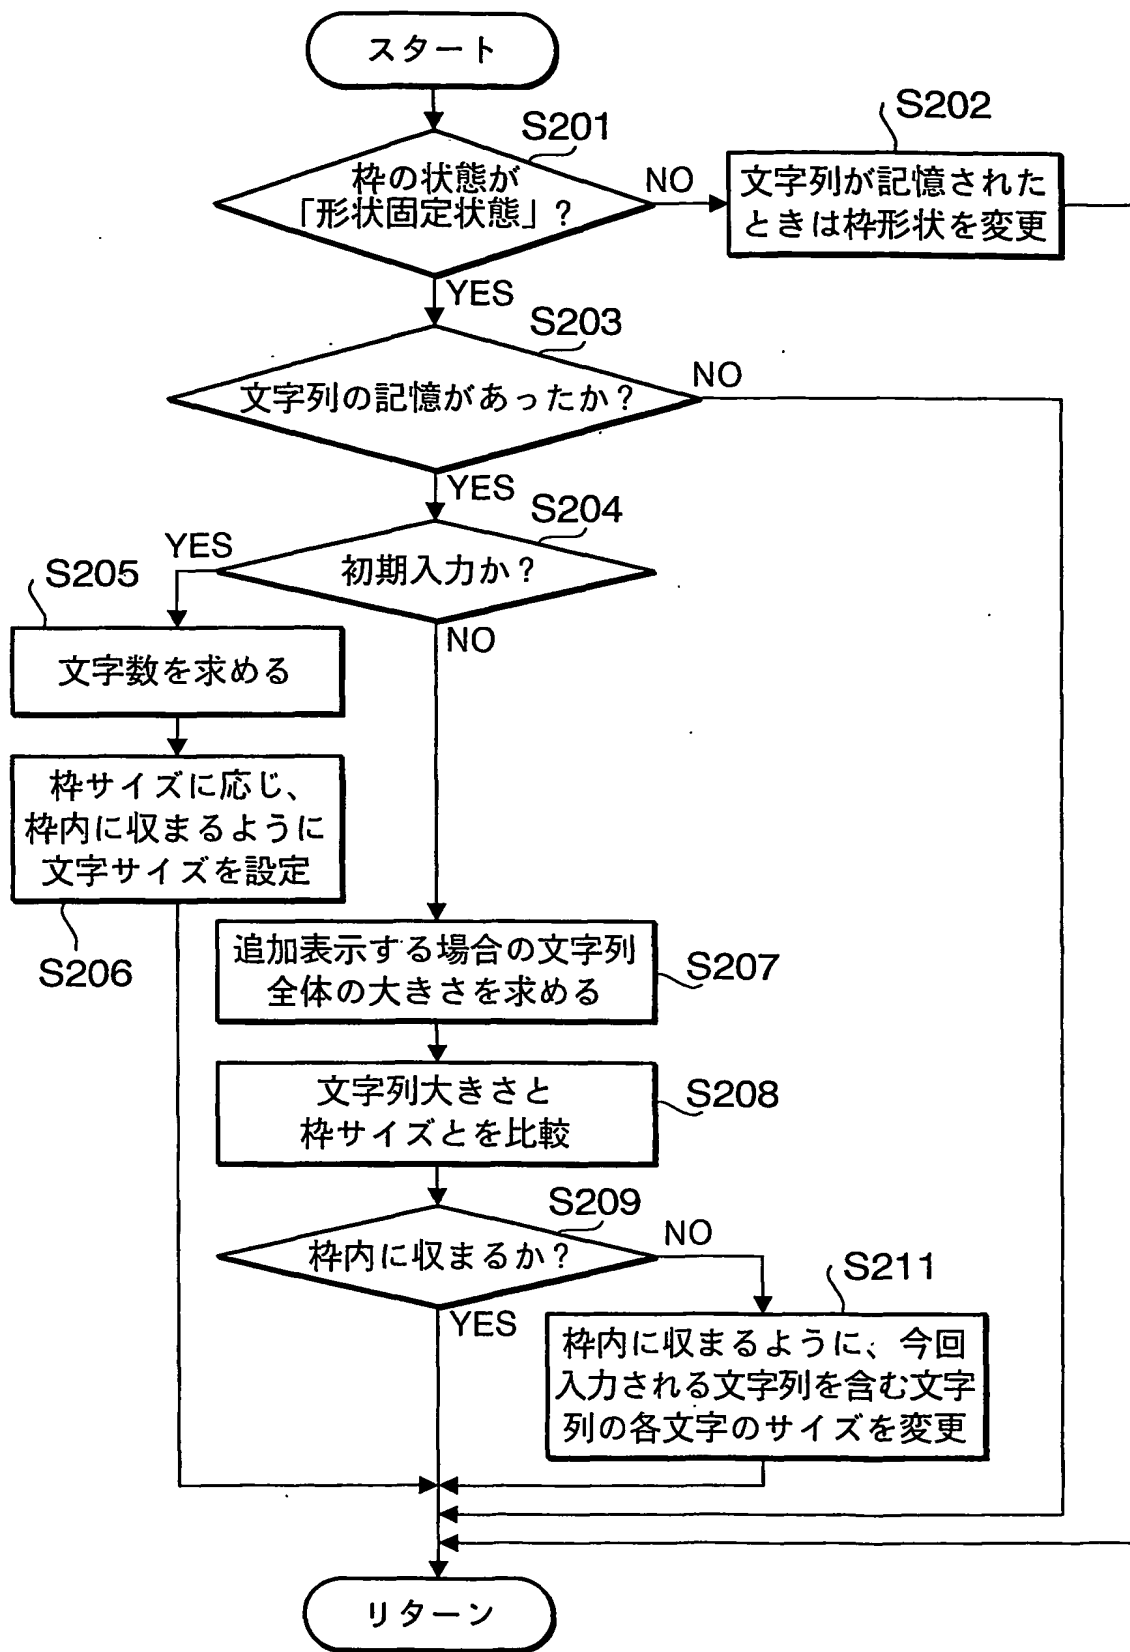 スタート
S201
枠の状態が
「形状固定状態」?
NO
S202
文字列が記憶された
ときは枠形状を変更
YES
S203
文字列の記憶があったか?
NO
YES
S204
初期入力か?
YES
NO
S205
文字数を求める
枠サイズに応じ、
枠内に収まるように
文字サイズを設定
S206
追加表示する場合の文字列
全体の大きさを求める
S207
文字列大きさと
枠サイズとを比較
S208
S209
枠内に収まるか?
NO
YES
S211
枠内に収まるように、今回
入力される文字列を含む文字
列の各文字のサイズを変更
リターン